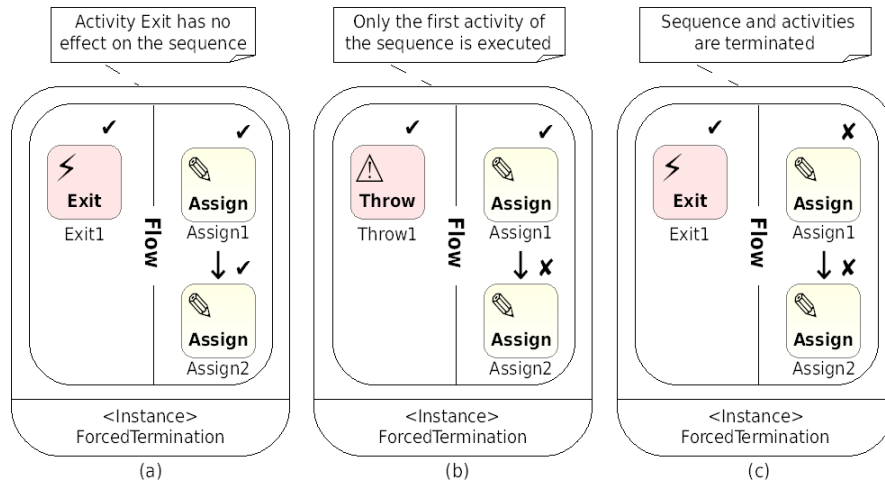 Activity Exit has no
effect on the sequence
Exit
Exit1
Flow
Assign
Assign1
Assign
Assign2
<Instance>
ForcedTermination
(a)
Only the first activity of
the sequence is executed
Throw
Throw1
Flow
Assign
Assign1
Assign
Assign2
<Instance>
ForcedTermination
(b)
Sequence and activities
are terminated
Exit
Exit1
Flow
Assign
Assign1
Assign
Assign2
<Instance>
ForcedTermination
(c)